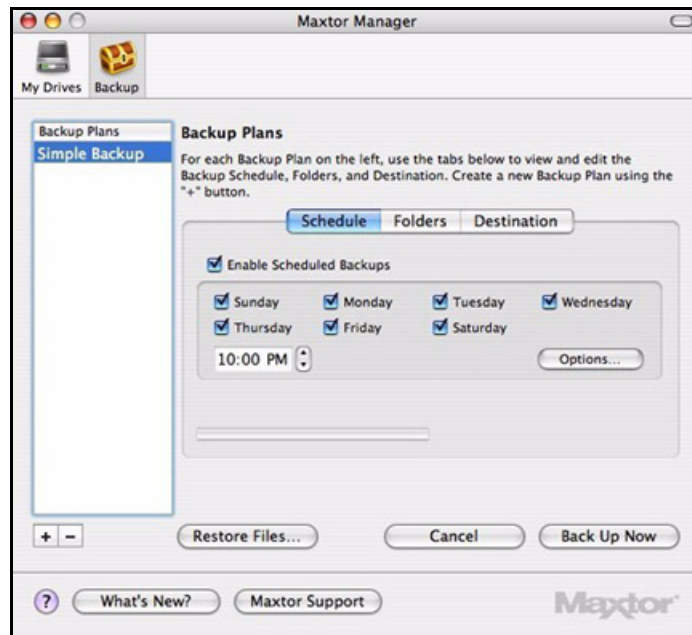 Maxtor Manager
My Drives Backup
Backup Plans
Simple Backup
Backup Plans
For each Backup Plan on the left, use the tabs below to view and edit the
Backup Schedule, Folders, and Destination. Create a new Backup Plan using the
"+" button.
Schedule Folders Destination
Enable Scheduled Backups
Sunday Monday Tuesday Wednesday
Thursday Friday Saturday
10:00 PM Options...
+ - Restore Files... Cancel Back Up Now
? What's New? Maxtor Support Maxtor